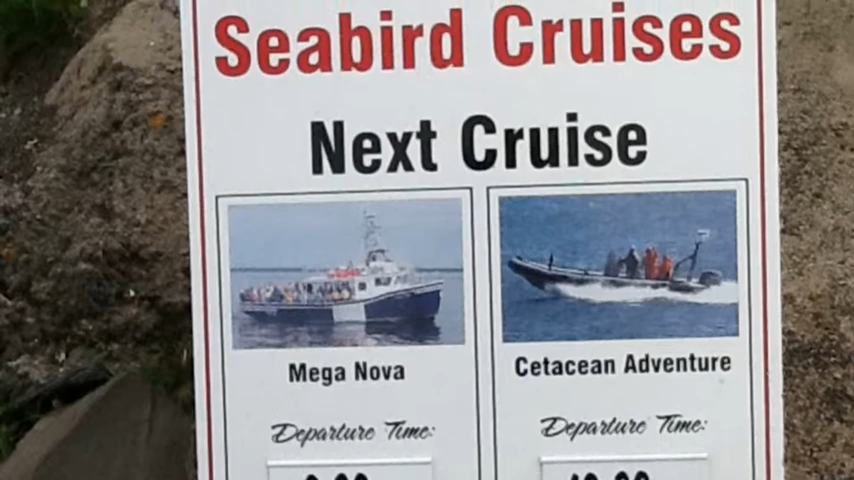 Seabird Cruises
Next Cruise
Mega Nova
Cetacean Adventure
Departure Time:
Departure Time: